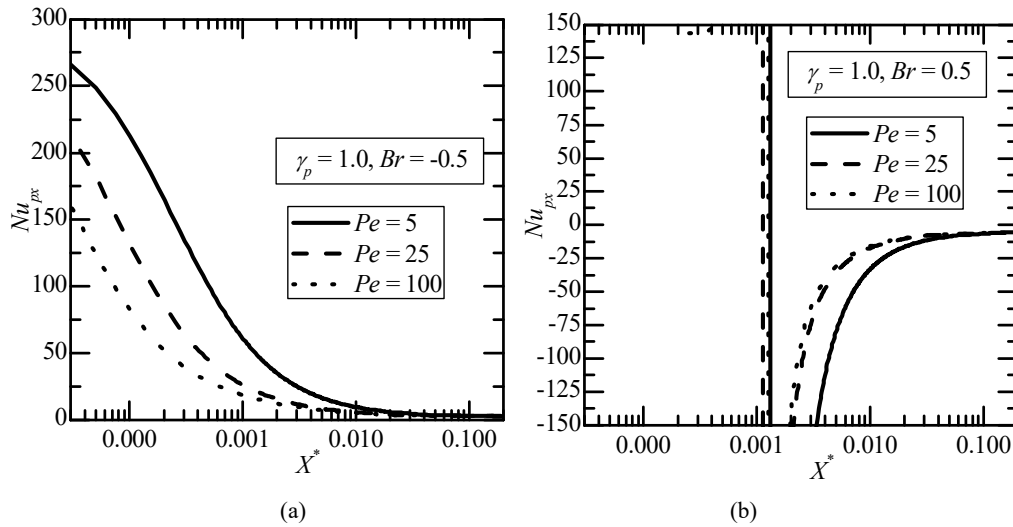 300
250
200
150
100
50
0
Nu_px
γ_p = 1.0, Br = -0.5
Pe = 5
Pe = 25
Pe = 100
0.000 0.001 0.010 0.100
X*
(a)
150
125
100
75
50
25
0
-25
-50
-75
-100
-125
-150
Nu_px
γ_p = 1.0, Br = 0.5
Pe = 5
Pe = 25
Pe = 100
0.000 0.001 0.010 0.100
X*
(b)